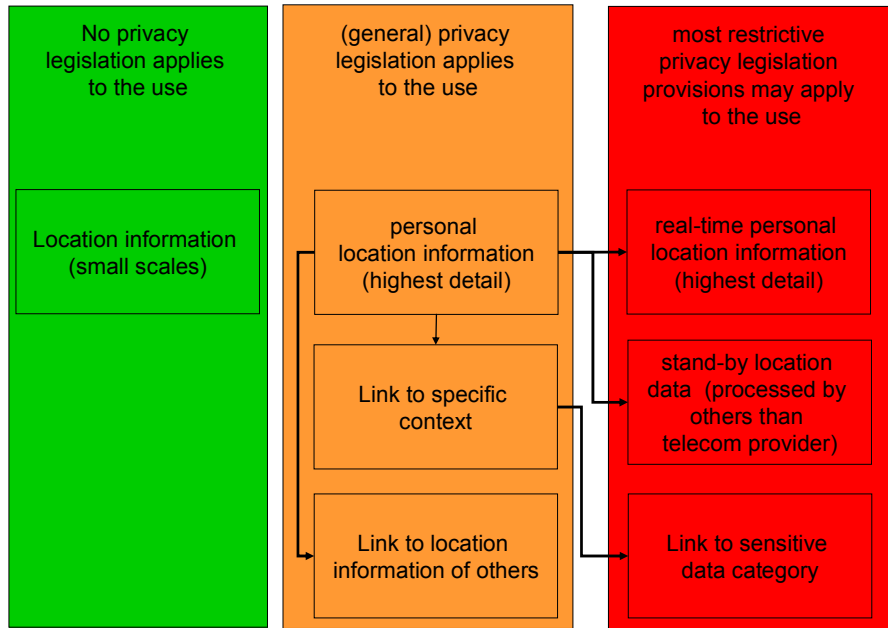 No privacy
legislation applies
to the use
Location information
(small scales)
(general) privacy
legislation applies
to the use
personal
location information
(highest detail)
Link to specific
context
Link to location
information of others
most restrictive
privacy legislation
provisions may apply
to the use
real-time personal
location information
(highest detail)
stand-by location
data (processed by
others than
telecom provider)
Link to sensitive
data category